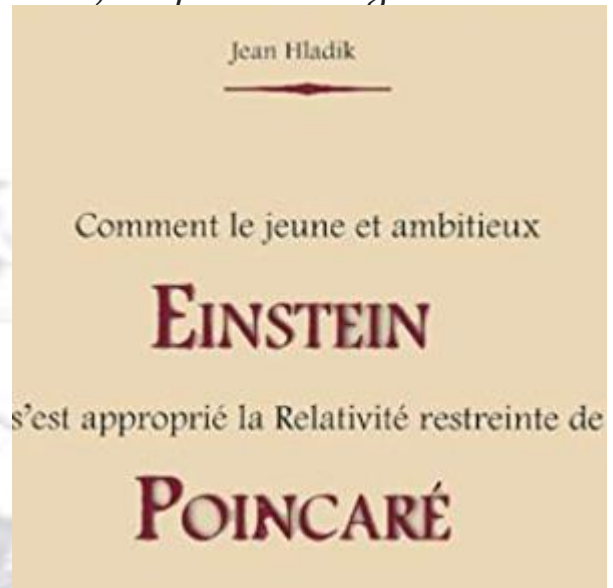 Jean Hladik
Comment le jeune et ambitieux
EINSTEIN
s'est approprié la Relativité restreinte de
POINCARÉ